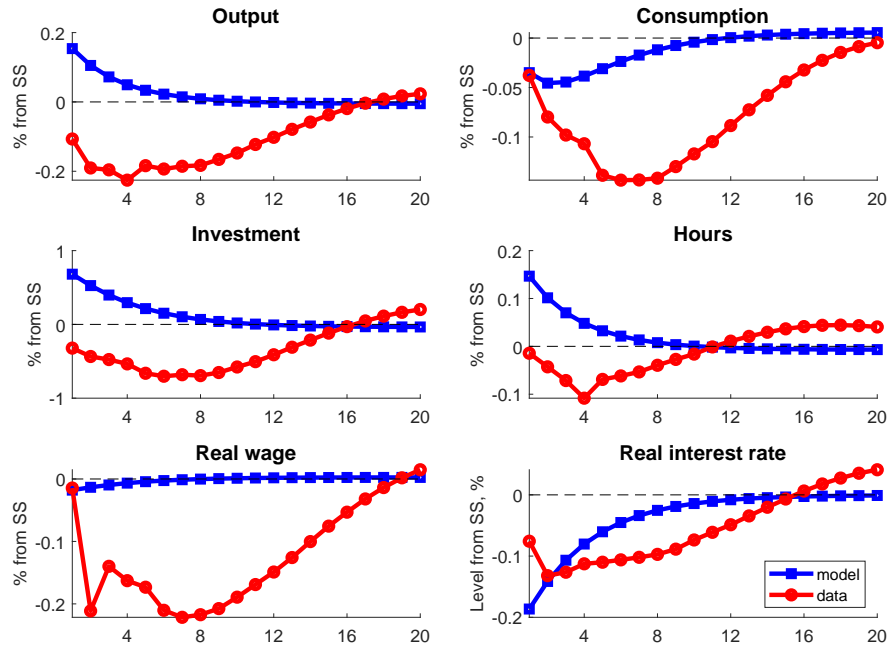 Output
% from SS
0.2
0
-0.2
4 8 12 16 20
Consumption
% from SS
0
-0.05
-0.1
4 8 12 16 20
Investment
% from SS
1
0
-1
4 8 12 16 20
Hours
% from SS
0.2
0.1
0
-0.1
4 8 12 16 20
Real wage
% from SS
0
-0.1
-0.2
4 8 12 16 20
Real interest rate
Level from SS, %
0
-0.1
-0.2
4 8 12 16 20
model
data